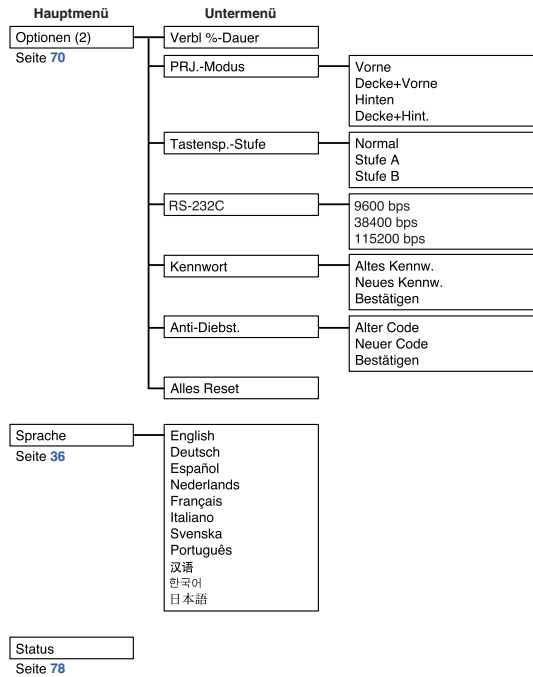 Hauptmenü Untermenü
Optionen (2) Verbl %-Dauer
Seite 70
PRJ.-Modus Vorne
Decke+Vorne
Hinten
Decke+Hint.
Tastensp.-Stufe Normal
Stufe A
Stufe B
RS-232C 9600 bps
38400 bps
115200 bps
Kennwort Altes Kennw.
Neues Kennw.
Bestätigen
Anti-Diebst. Alter Code
Neuer Code
Bestätigen
Alles Reset
Sprache English
Seite 36
Deutsch
Español
Nederlands
Français
Italiano
Svenska
Português
汉语
한국어
日本語
Status
Seite 78